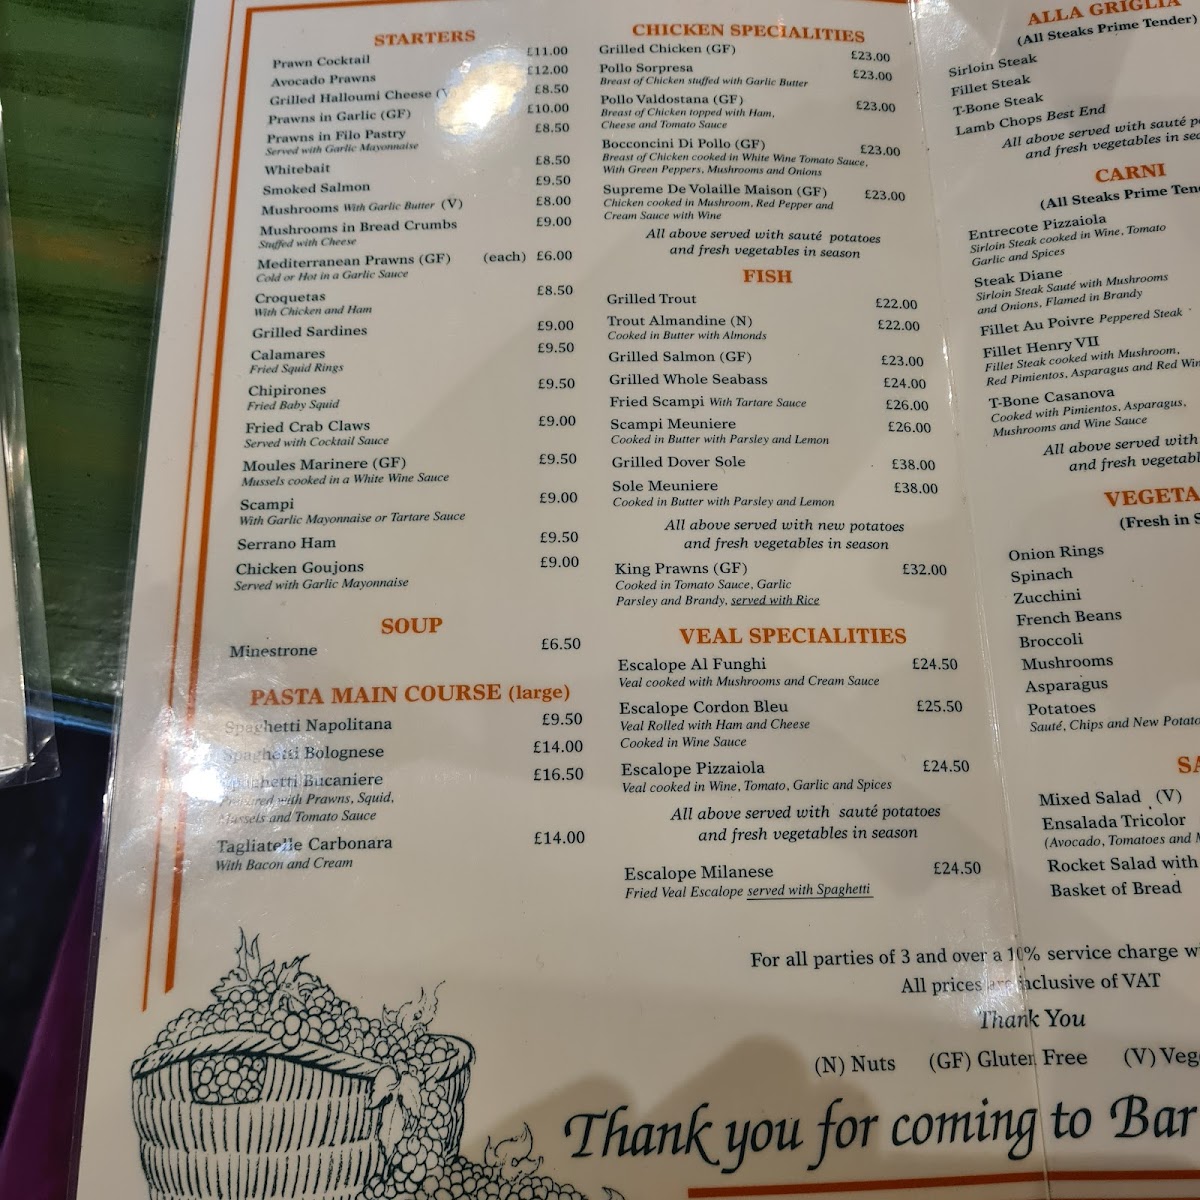 STARTERS
Prawn Cocktail £11.00
Avocado Prawns £12.00
Grilled Halloumi Cheese £8.50
Prawns in Garlic (GF) £10.00
Prawns in Filo Pastry £8.50
Served with Garlic Mayonnaise
Whitebait £8.50
Smoked Salmon £9.50
Mushrooms With Garlic Butter (V) £8.00
Mushrooms in Bread Crumbs £9.00
Stuffed with Cheese
Mediterranean Prawns (GF) (each) £6.00
Cold or Hot in a Garlic Sauce
Croquetas £8.50
With Chicken and Ham
Grilled Sardines £9.00
Calamares £9.50
Fried Squid Rings
Chipirones £9.50
Fried Baby Squid
Fried Crab Claws £9.00
Served with Cocktail Sauce
Moules Marinere (GF) £9.50
Mussels cooked in a White Wine Sauce
Scampi £9.00
With Garlic Mayonnaise or Tartare Sauce
Serrano Ham £9.50
Chicken Goujons £9.00
Served with Garlic Mayonnaise
SOUP
Minestrone £6.50
PASTA MAIN COURSE (large)
Spaghetti Napolitana £9.50
Spaghetti Bolognese £14.00
Spaghetti Bucaniere £16.50
Prepared with Prawns, Squid,
Mussels and Tomato Sauce
Tagliatelle Carbonara £14.00
With Bacon and Cream
CHICKEN SPECIALITIES
Grilled Chicken (GF) £23.00
Pollo Sorpresa £23.00
Breast of Chicken stuffed with Garlic Butter
Pollo Valdostana (GF) £23.00
Breast of Chicken topped with Ham,
Cheese and Tomato Sauce
Bocconcini Di Pollo (GF) £23.00
Breast of Chicken cooked in White Wine Tomato Sauce,
With Green Peppers, Mushrooms and Onions
Supreme De Volaille Maison (GF) £23.00
Chicken cooked in Mushroom, Red Pepper and
Cream Sauce with Wine
All above served with sauté potatoes
and fresh vegetables in season
FISH
Grilled Trout £22.00
Trout Almandine (N) £22.00
Cooked in Butter with Almonds
Grilled Salmon (GF) £23.00
Grilled Whole Seabass £24.00
Fried Scampi With Tartare Sauce £26.00
Scampi Meuniere £26.00
Cooked in Butter with Parsley and Lemon
Grilled Dover Sole £38.00
Sole Meuniere £38.00
Cooked in Butter with Parsley and Lemon
All above served with new potatoes
and fresh vegetables in season
King Prawns (GF) £32.00
Cooked in Tomato Sauce, Garlic
Parsley and Brandy, served with Rice
VEAL SPECIALITIES
Escalope Al Funghi £24.50
Veal cooked with Mushrooms and Cream Sauce
Escalope Cordon Bleu £25.50
Veal Rolled with Ham and Cheese
Cooked in Wine Sauce
Escalope Pizzaiola £24.50
Veal cooked in Wine, Tomato, Garlic and Spices
All above served with sauté potatoes
and fresh vegetables in season
Escalope Milanese £24.50
Fried Veal Escalope served with Spaghetti
ALLA GRIGLIA
(All Steaks Prime Tender)
Sirloin Steak
Fillet Steak
T-Bone Steak
Lamb Chops Best End
All above served with sauté
and fresh vegetables in
CARNI
(All Steaks Prime
Entrecote Pizzaiola
Sirloin Steak cooked in Wine, Tomato
Garlic and Spices
Steak Diane
Sirloin Steak Sauté with Mushrooms
and Onions, Flamed in Brandy
Fillet Au Poivre Peppered Steak
Fillet Henry VII
Fillet Steak cooked with Mushroom,
Red Pimientos, Asparagus and Red
T-Bone Casanova
Cooked with Pimientos, Asparagus,
Mushrooms and Wine Sauce
All above served with
and fresh
VEGETA
(Fresh in
Onion Rings
Spinach
Zucchini
French Beans
Broccoli
Mushrooms
Asparagus
Potatoes
Sauté, Chips and New
SA
Mixed Salad (V)
Ensalada Tricolor
(Avocado, Tomatoes and
Rocket Salad with
Basket of Bread
For all parties of 3 and over a 10% service charge
All prices are inclusive of VAT
Thank You
(N) Nuts (GF) Gluten Free (V)
Thank you for coming to Bar